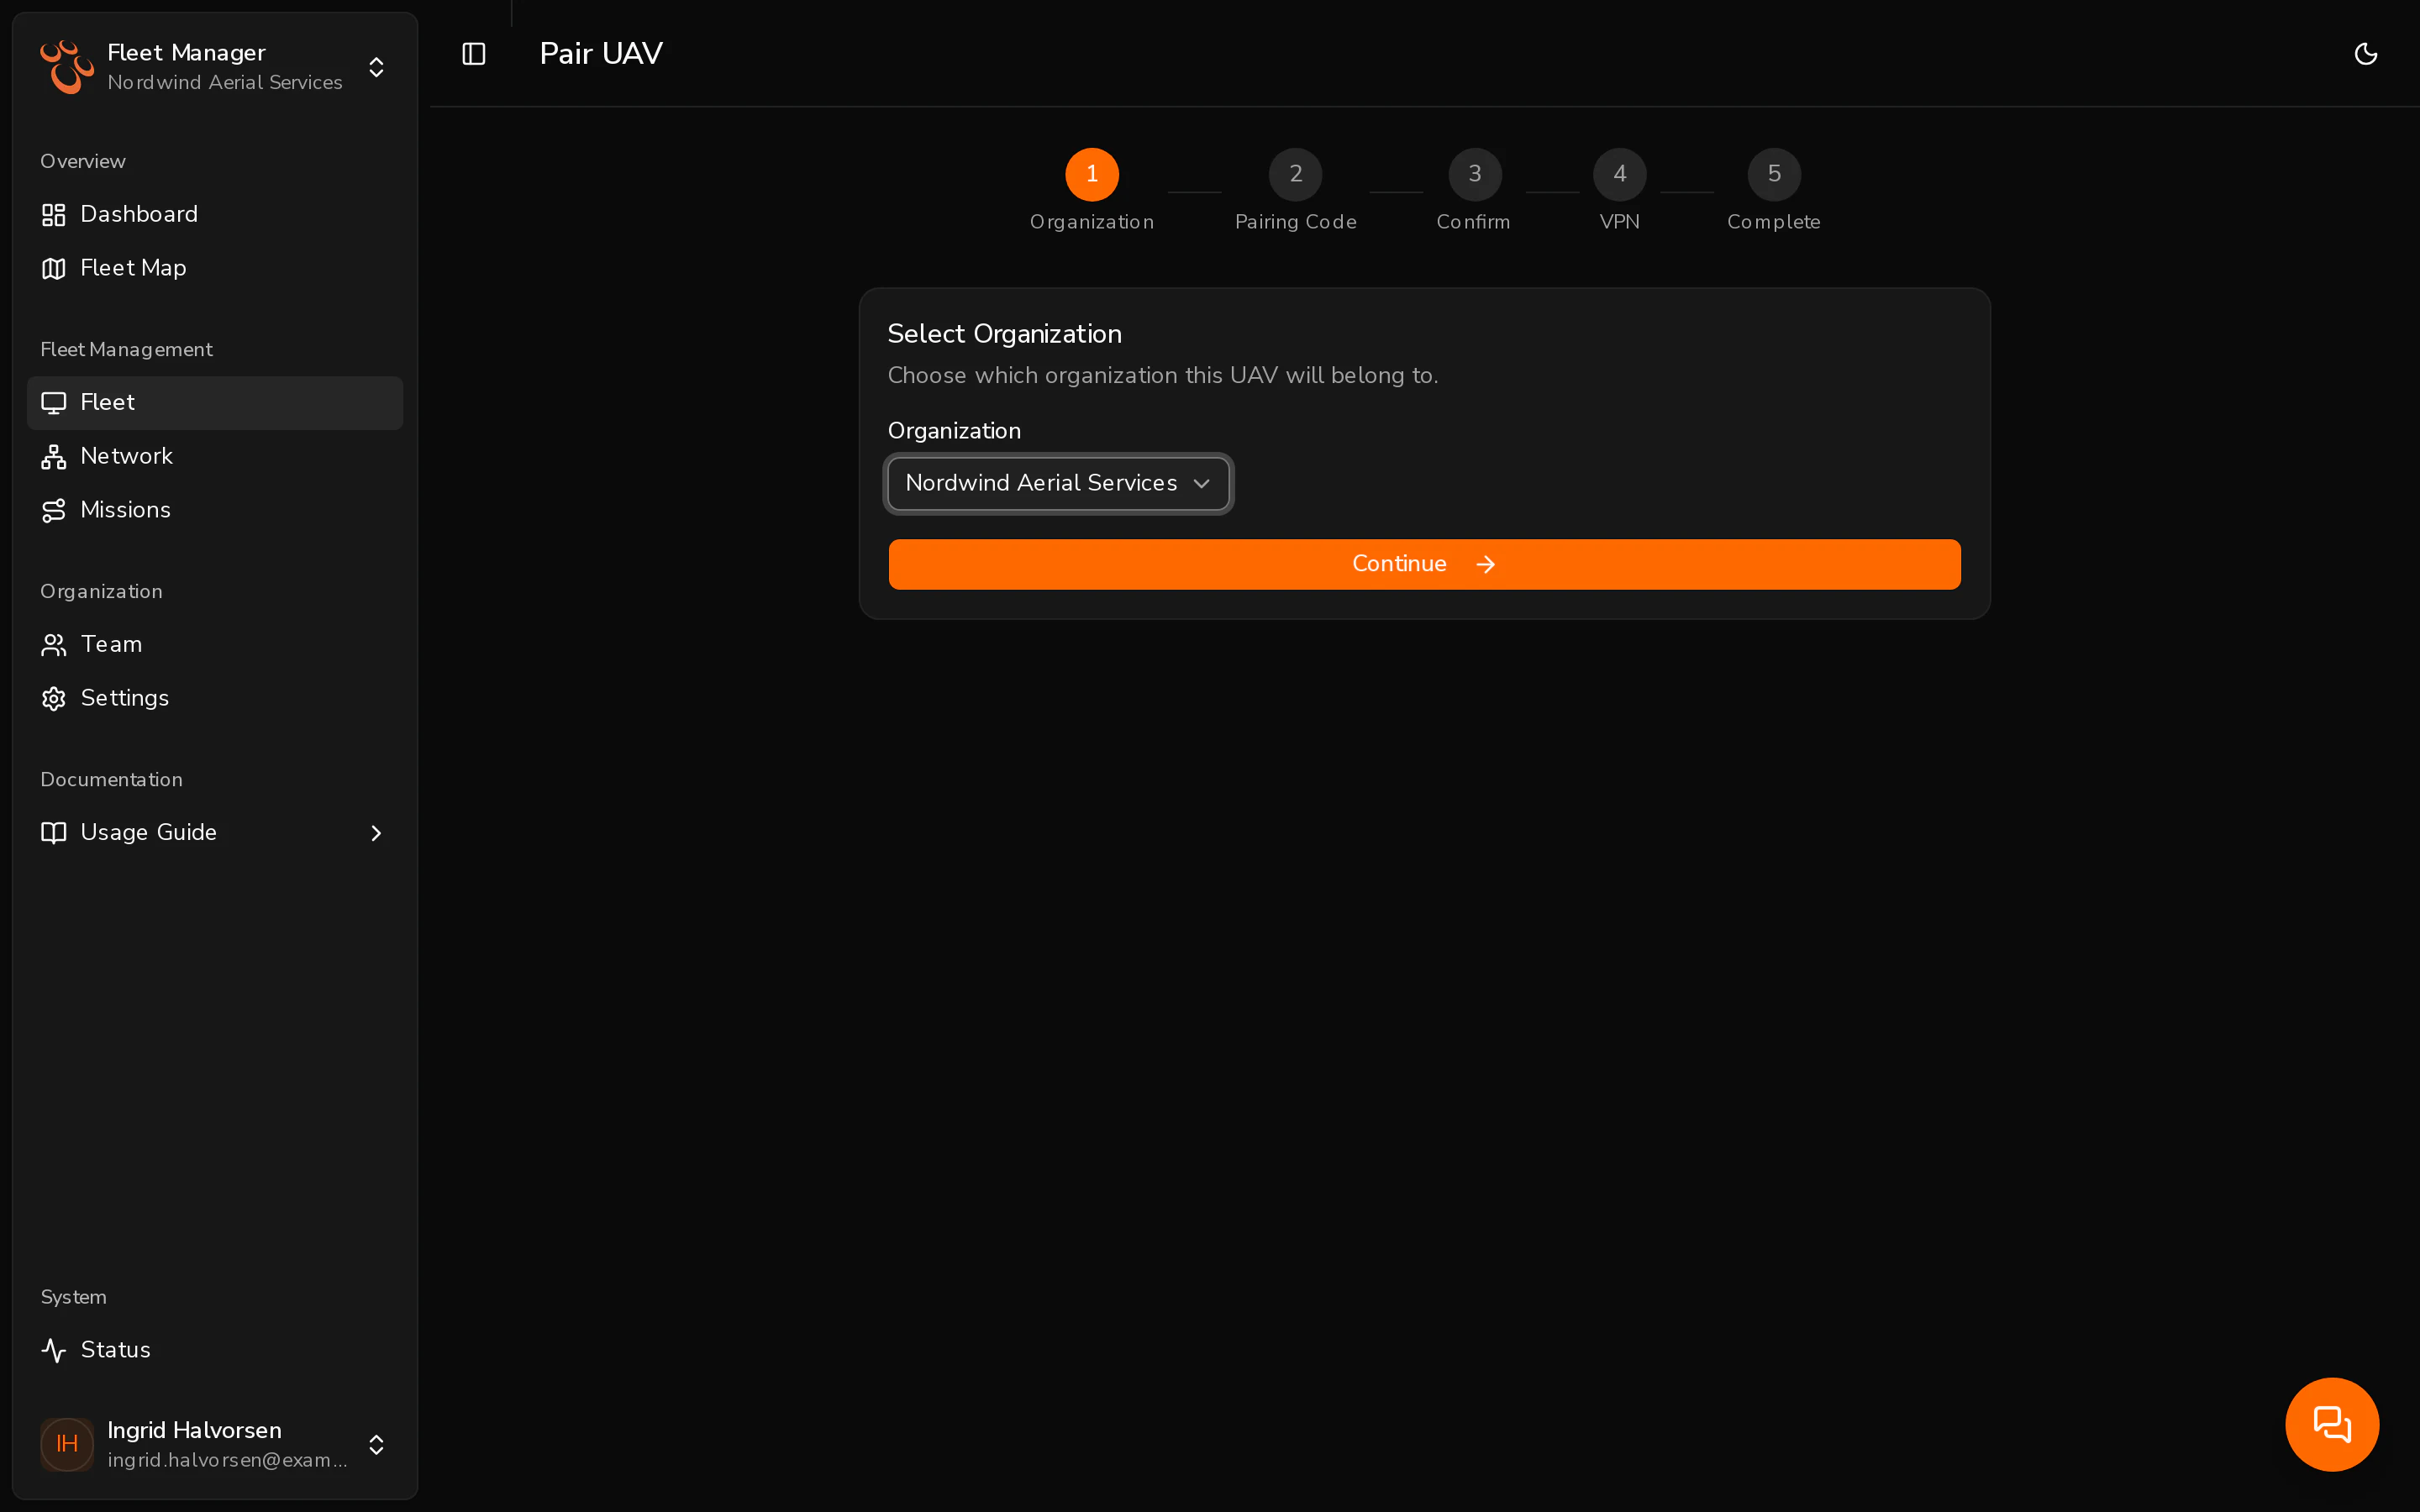 Fleet Manager
Nordwind Aerial Services
Overview
Dashboard
Fleet Map
Fleet Management
Fleet
Network
Missions
Organization
Team
Settings
Documentation
Usage Guide
System
Status
IH
Ingrid Halvorsen
ingrid.halvorsen@exam...
Pair UAV
1
2
3
4
5
Organization
Pairing Code
Confirm
VPN
Complete
Select Organization
Choose which organization this UAV will belong to.
Organization
Nordwind Aerial Services
Continue